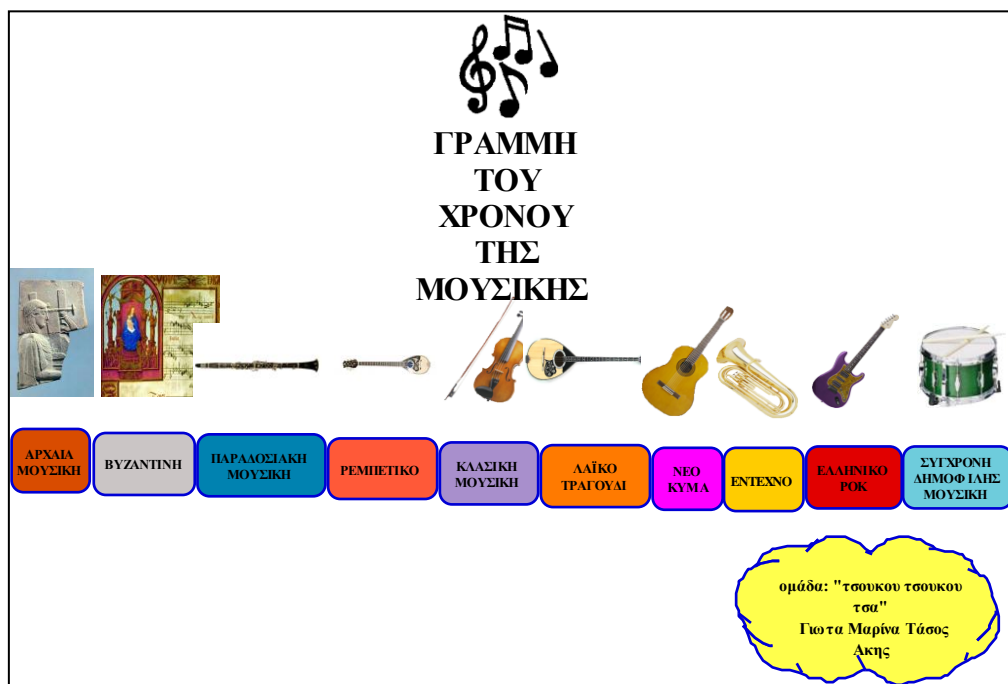 ΓΡΑΜΜΗ
ΤΟΥ
ΧΡΟΝΟΥ
ΤΗΣ
ΜΟΥΣΙΚΗΣ
ΑΡΧΑΙΑ
ΜΟΥΣΙΚΗ
ΒΥΖΑΝΤΙΝΗ
ΠΑΡΑΔΟΣΙΑΚΗ
ΜΟΥΣΙΚΗ
ΡΕΜΠΕΤΙΚΟ
ΚΛΑΣΙΚΗ
ΜΟΥΣΙΚΗ
ΛΑΪΚΟ
ΤΡΑΓΟΥΔΙ
ΝΕΟ
ΚΥΜΑ
ΕΝΤΕΧΝΟ
ΕΛΛΗΝΙΚΟ
ΡΟΚ
ΣΥΓΧΡΟΝΗ
ΔΗΜΟΦΙΛΗΣ
ΜΟΥΣΙΚΗ
ομάδα: "τσουκου τσουκου
τσα"
Γιωτα Μαρίνα Τάσος
Ακης